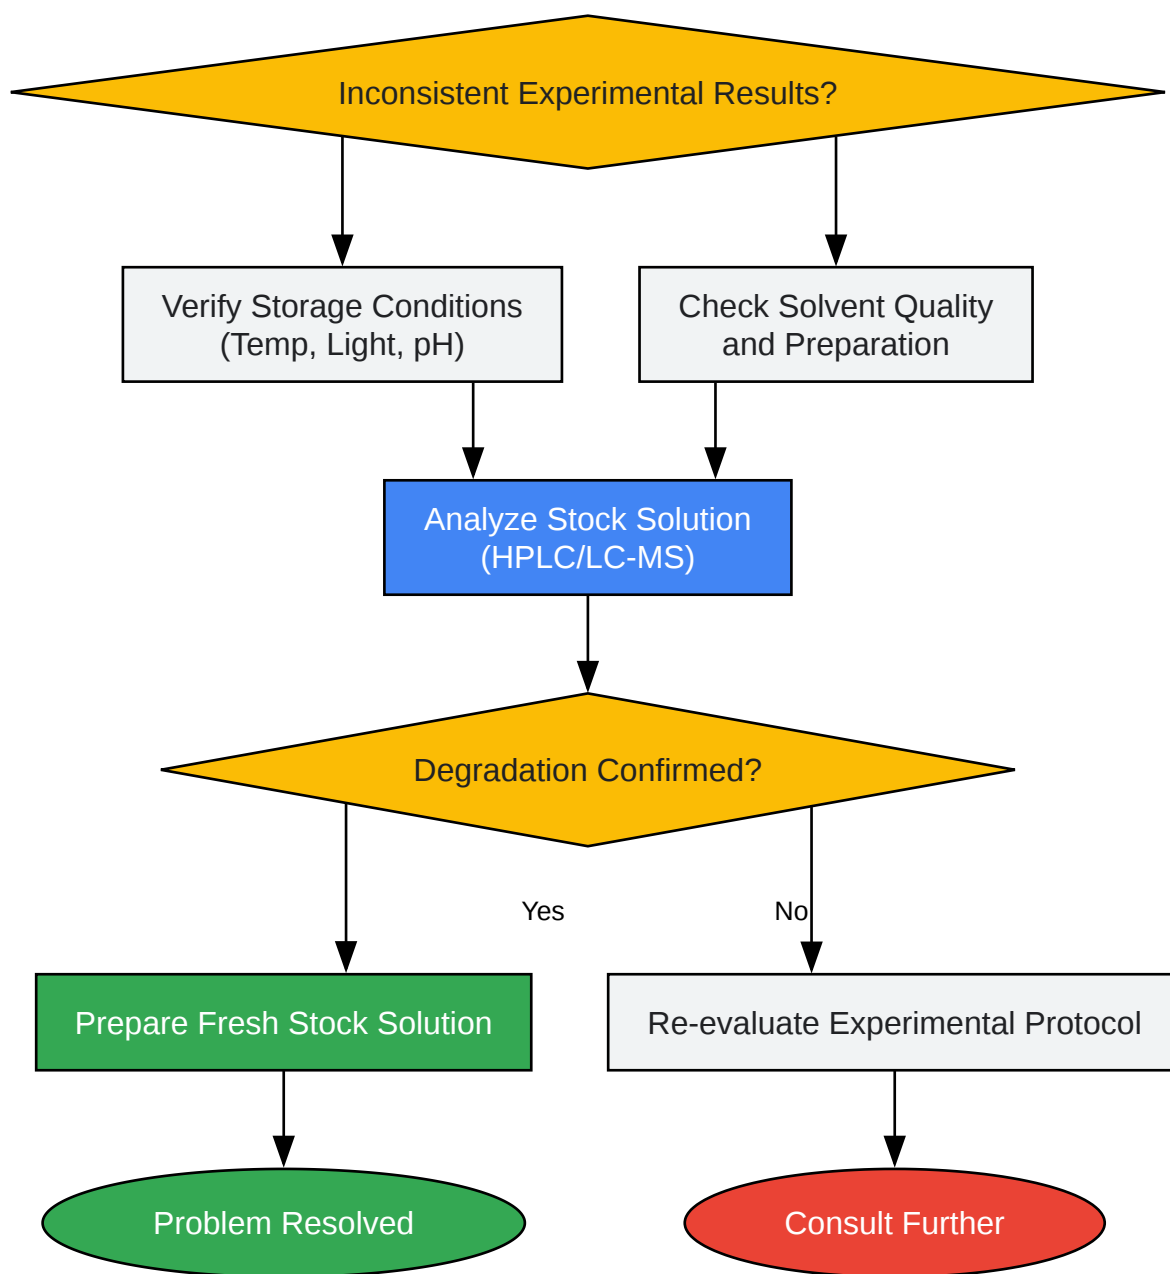 Inconsistent Experimental Results?
Verify Storage Conditions
(Temp, Light, pH)
Check Solvent Quality
and Preparation
Analyze Stock Solution
(HPLC/LC-MS)
Degradation Confirmed?
Yes
No
Prepare Fresh Stock Solution
Re-evaluate Experimental Protocol
Problem Resolved
Consult Further